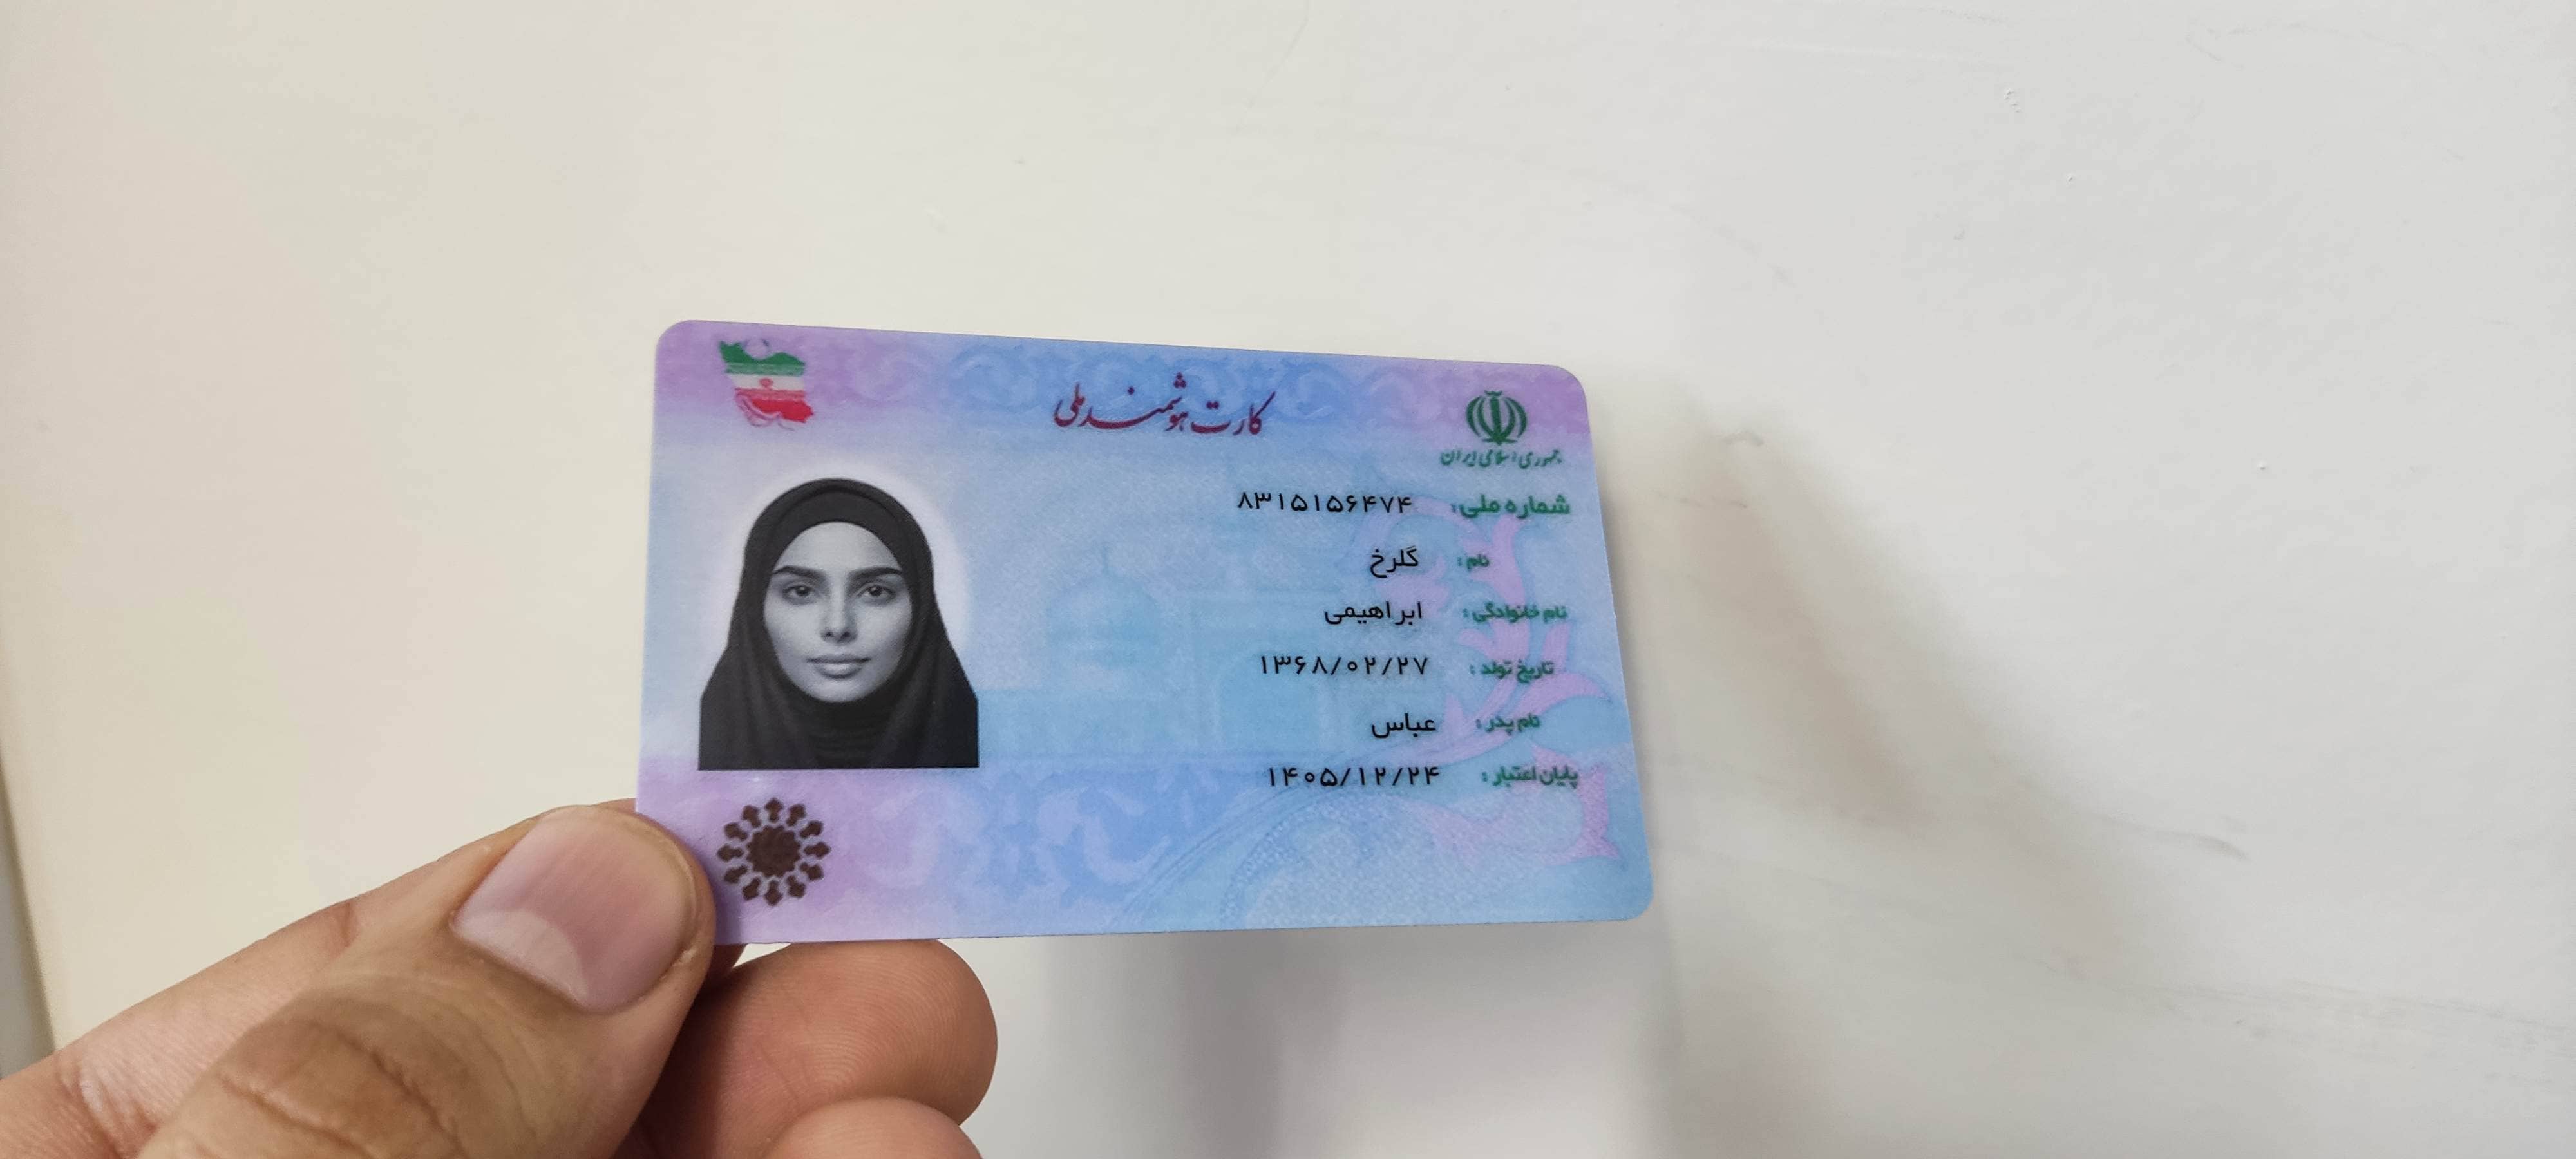 کارت هوشمند ملی
جمهوری اسلامی ایران
شماره ملی: ۸۳۱۵۱۵۶۴۷۴
نام: گلرخ
نام خانوادگی: ابراهیمی
تاریخ تولد: ۱۳۶۸/۰۲/۲۷
نام پدر: عباس
پایان اعتبار: ۱۴۰۵/۱۲/۲۴